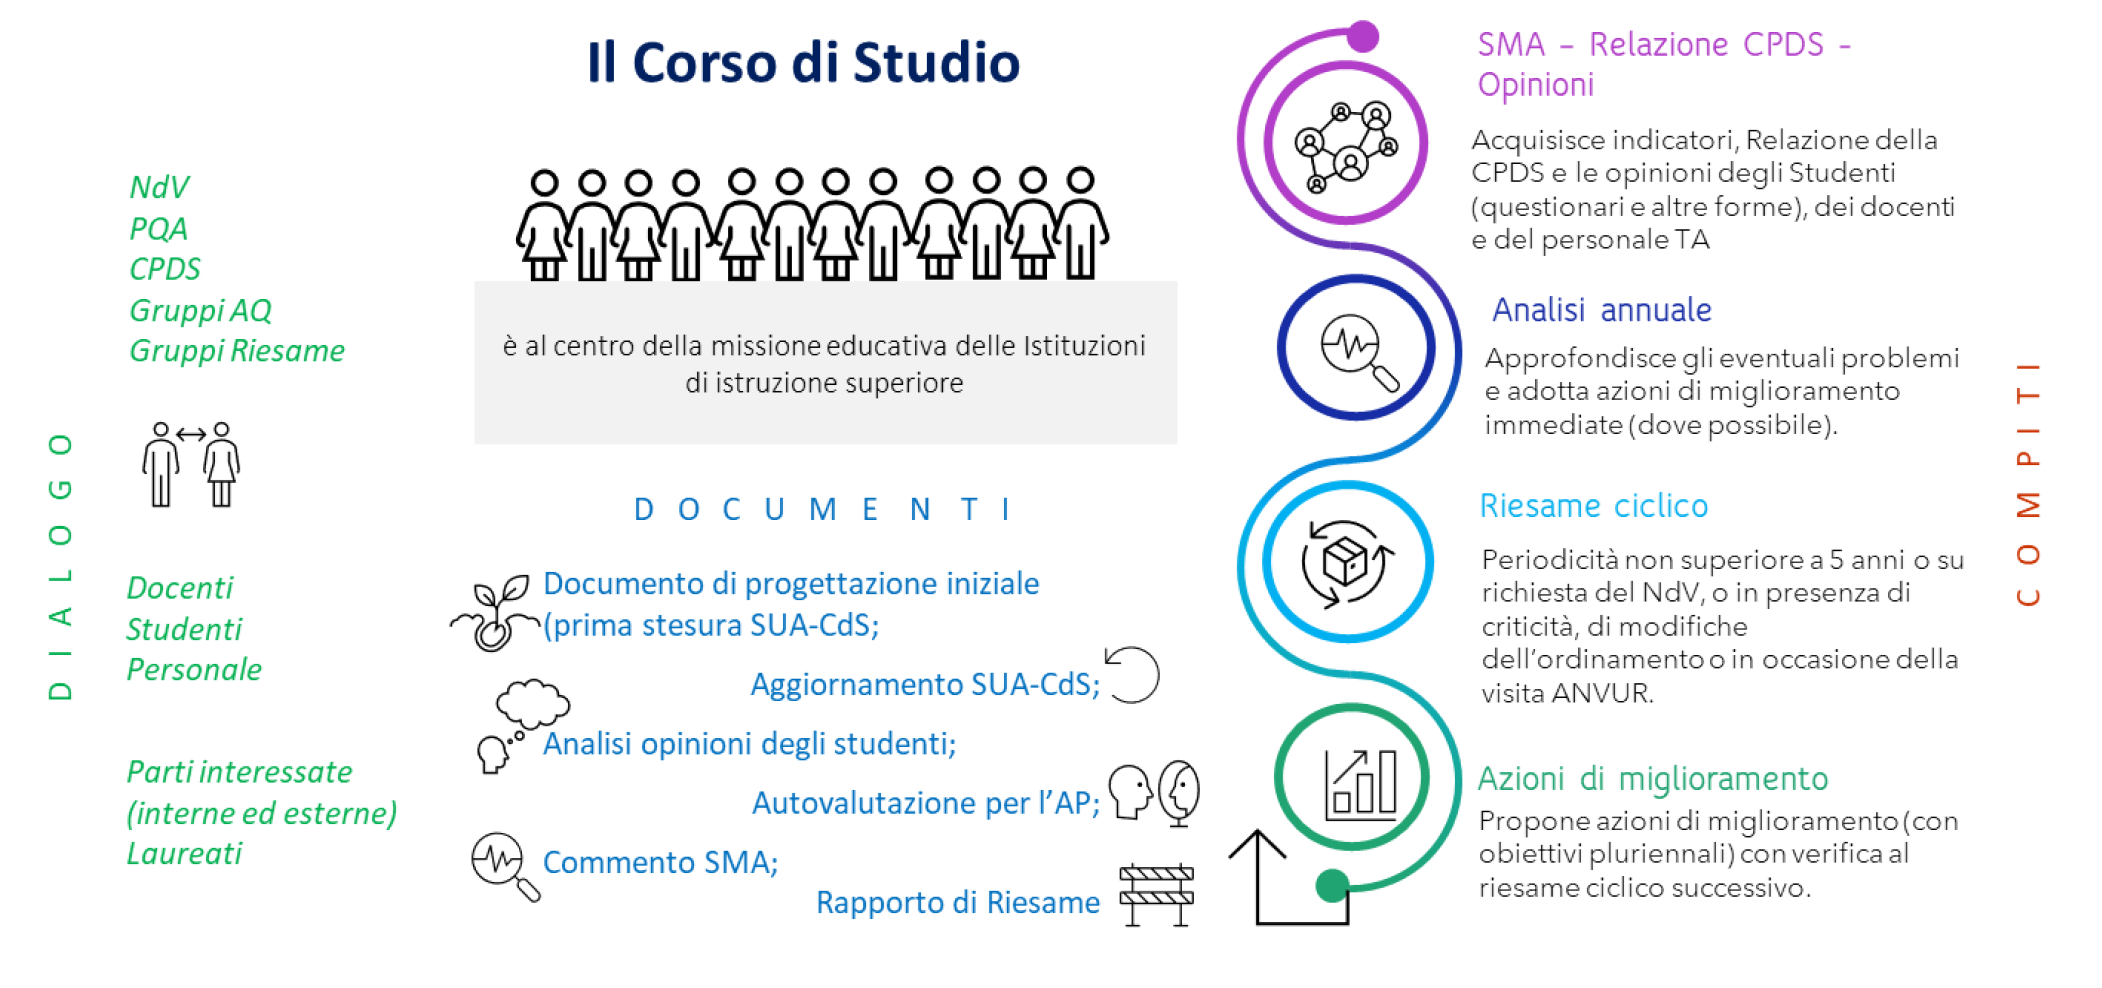 Il Corso di Studio
NdV
PQA
CPDS
Gruppi AQ
Gruppi Riesame
DIALOGO
Docenti
Studenti
Personale
Parti interessate
(interne ed esterne)
Laureati
è al centro della missione educativa delle Istituzioni
di istruzione superiore
DOCUMENTI
Documento di progettazione iniziale
(prima stesura SUA-CdS;
Aggiornamento SUA-CdS;
Analisi opinioni degli studenti;
Autovalutazione per l'AP;
Commento SMA;
Rapporto di Riesame
SMA – Relazione CPDS -
Opinioni
Acquisisce indicatori, Relazione della
CPDS e le opinioni degli Studenti
(questionari e altre forme), dei docenti
e del personale TA
Analisi annuale
Approfondisce gli eventuali problemi
e adotta azioni di miglioramento
immediate (dove possibile).
Riesame ciclico
Periodicità non superiore a 5 anni o su
richiesta del NdV, o in presenza di
criticità, di modifiche
dell'ordinamento o in occasione della
visita ANVUR.
Azioni di miglioramento
Propone azioni di miglioramento (con
obiettivi pluriennali) con verifica al
riesame ciclico successivo.
COMPITI